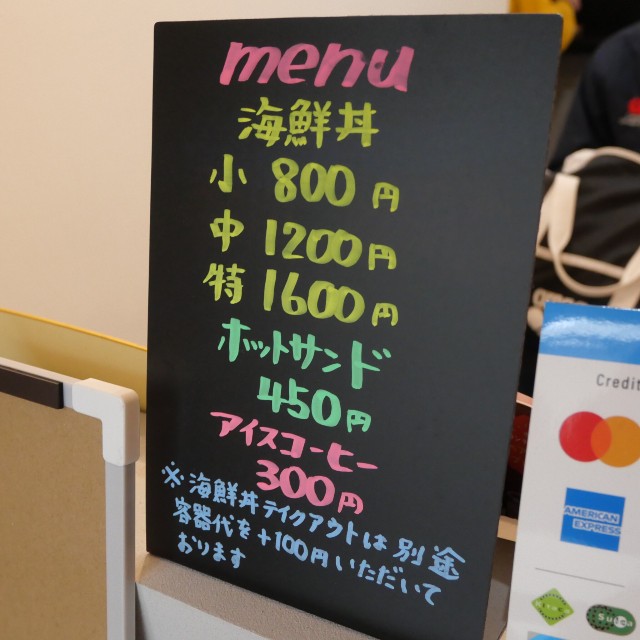 menu
海鮮丼
小 800円
中 1200円
特 1600円
ホットサンド
450円
アイスコーヒー
300円
※海鮮丼テイクアウトは別途
容器代を+100円いただいて
おります
Credit
AMERICAN
EXPRESS